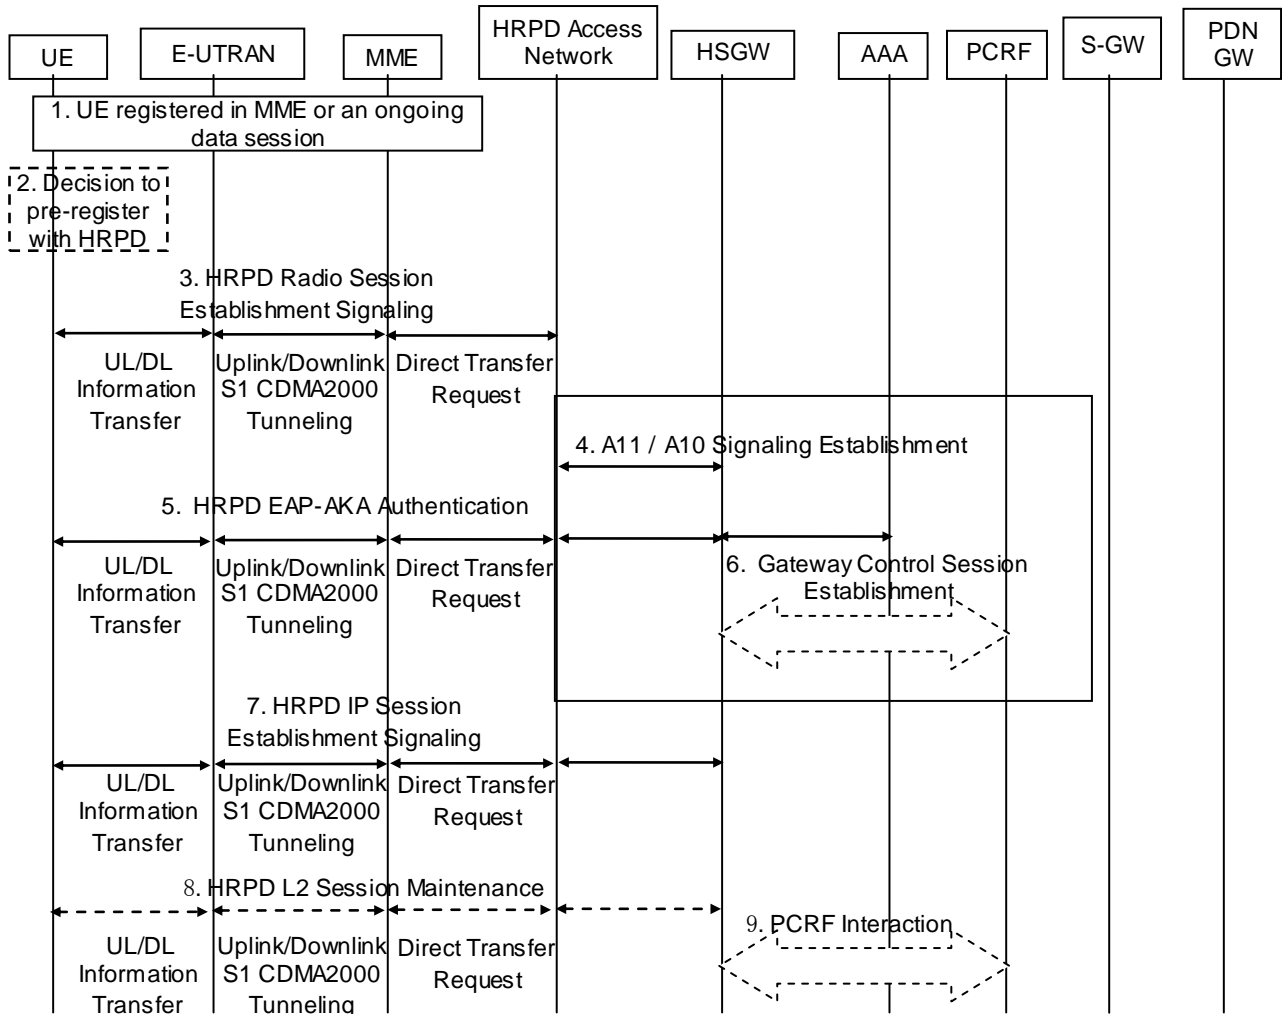 UE
E-UTRAN
MME
HRPD Access
Network
HSGW
AAA
PCRF
S-GW
PDN
GW
1. UE registered in MME or an ongoing
data session
2. Decision to
pre-register
with HRPD
3. HRPD Radio Session
Establishment Signaling
UL/DL
Information
Transfer
Uplink/Downlink
S1 CDMA2000
Tunneling
Direct Transfer
Request
4. A11 / A10 Signaling Establishment
5. HRPD EAP-AKA Authentication
UL/DL
Information
Transfer
Uplink/Downlink
S1 CDMA2000
Tunneling
Direct Transfer
Request
6. Gateway Control Session
Establishment
7. HRPD IP Session
Establishment Signaling
UL/DL
Information
Transfer
Uplink/Downlink
S1 CDMA2000
Tunneling
Direct Transfer
Request
8. HRPD L2 Session Maintenance
UL/DL
Information
Transfer
Uplink/Downlink
S1 CDMA2000
Tunneling
Direct Transfer
Request
9. PCRF Interaction